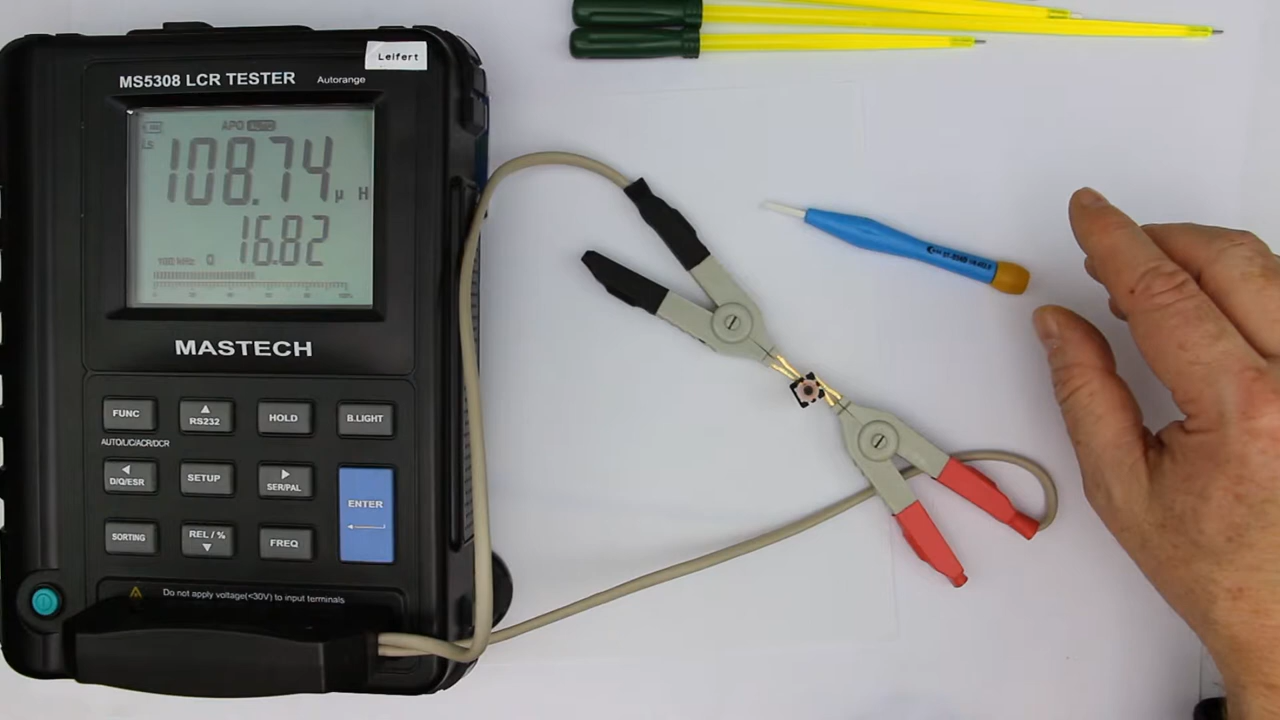 Leifert
MS5308 LCR TESTER
Autorange
APO AUTO
Ls
108.74 µ H
16.82
100 kHz Q
MASTECH
FUNC
▲
RS232
HOLD
B.LIGHT
AUTO/L/C/ACR/DCR
◀
D/Q/ESR
SETUP
▶
SER/PAL
ENTER
SORTING
REL / %
▼
FREQ
Do not apply voltage(<30V) to input terminals